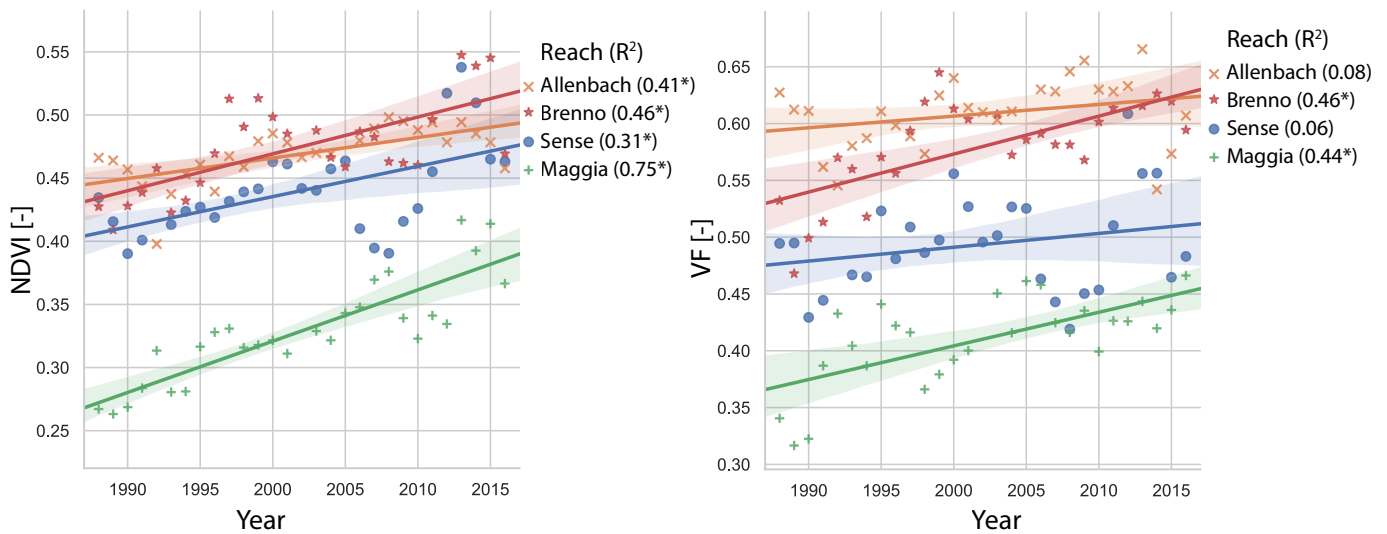 0.55
0.50
0.45
0.40
0.35
0.30
0.25
NDVI [-]
1990 1995 2000 2005 2010 2015
Year
Reach (R²)
Allenbach (0.41*)
Brenno (0.46*)
Sense (0.31*)
Maggia (0.75*)
0.65
0.60
0.55
0.50
0.45
0.40
0.35
0.30
VF [-]
1990 1995 2000 2005 2010 2015
Year
Reach (R²)
Allenbach (0.08)
Brenno (0.46*)
Sense (0.06)
Maggia (0.44*)